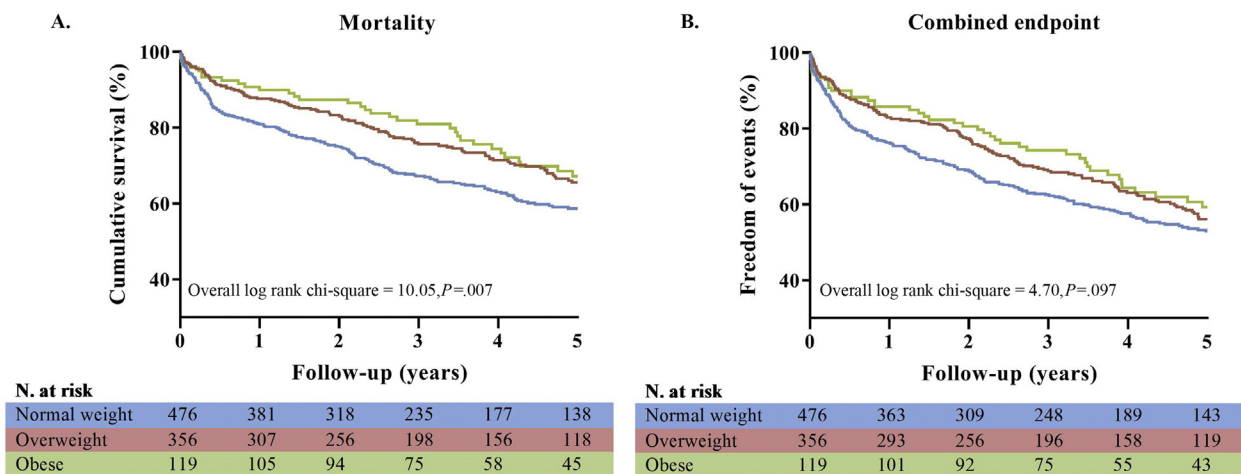 A.
Mortality
Cumulative survival (%)
100
80
60
40
Overall log rank chi-square = 10.05,P=.007
0 1 2 3 4 5
Follow-up (years)
N. at risk
Normal weight 476 381 318 235 177 138
Overweight 356 307 256 198 156 118
Obese 119 105 94 75 58 45
B.
Combined endpoint
Freedom of events (%)
100
80
60
40
Overall log rank chi-square = 4.70,P=.097
0 1 2 3 4 5
Follow-up (years)
N. at risk
Normal weight 476 363 309 248 189 143
Overweight 356 293 256 196 158 119
Obese 119 101 92 75 55 43